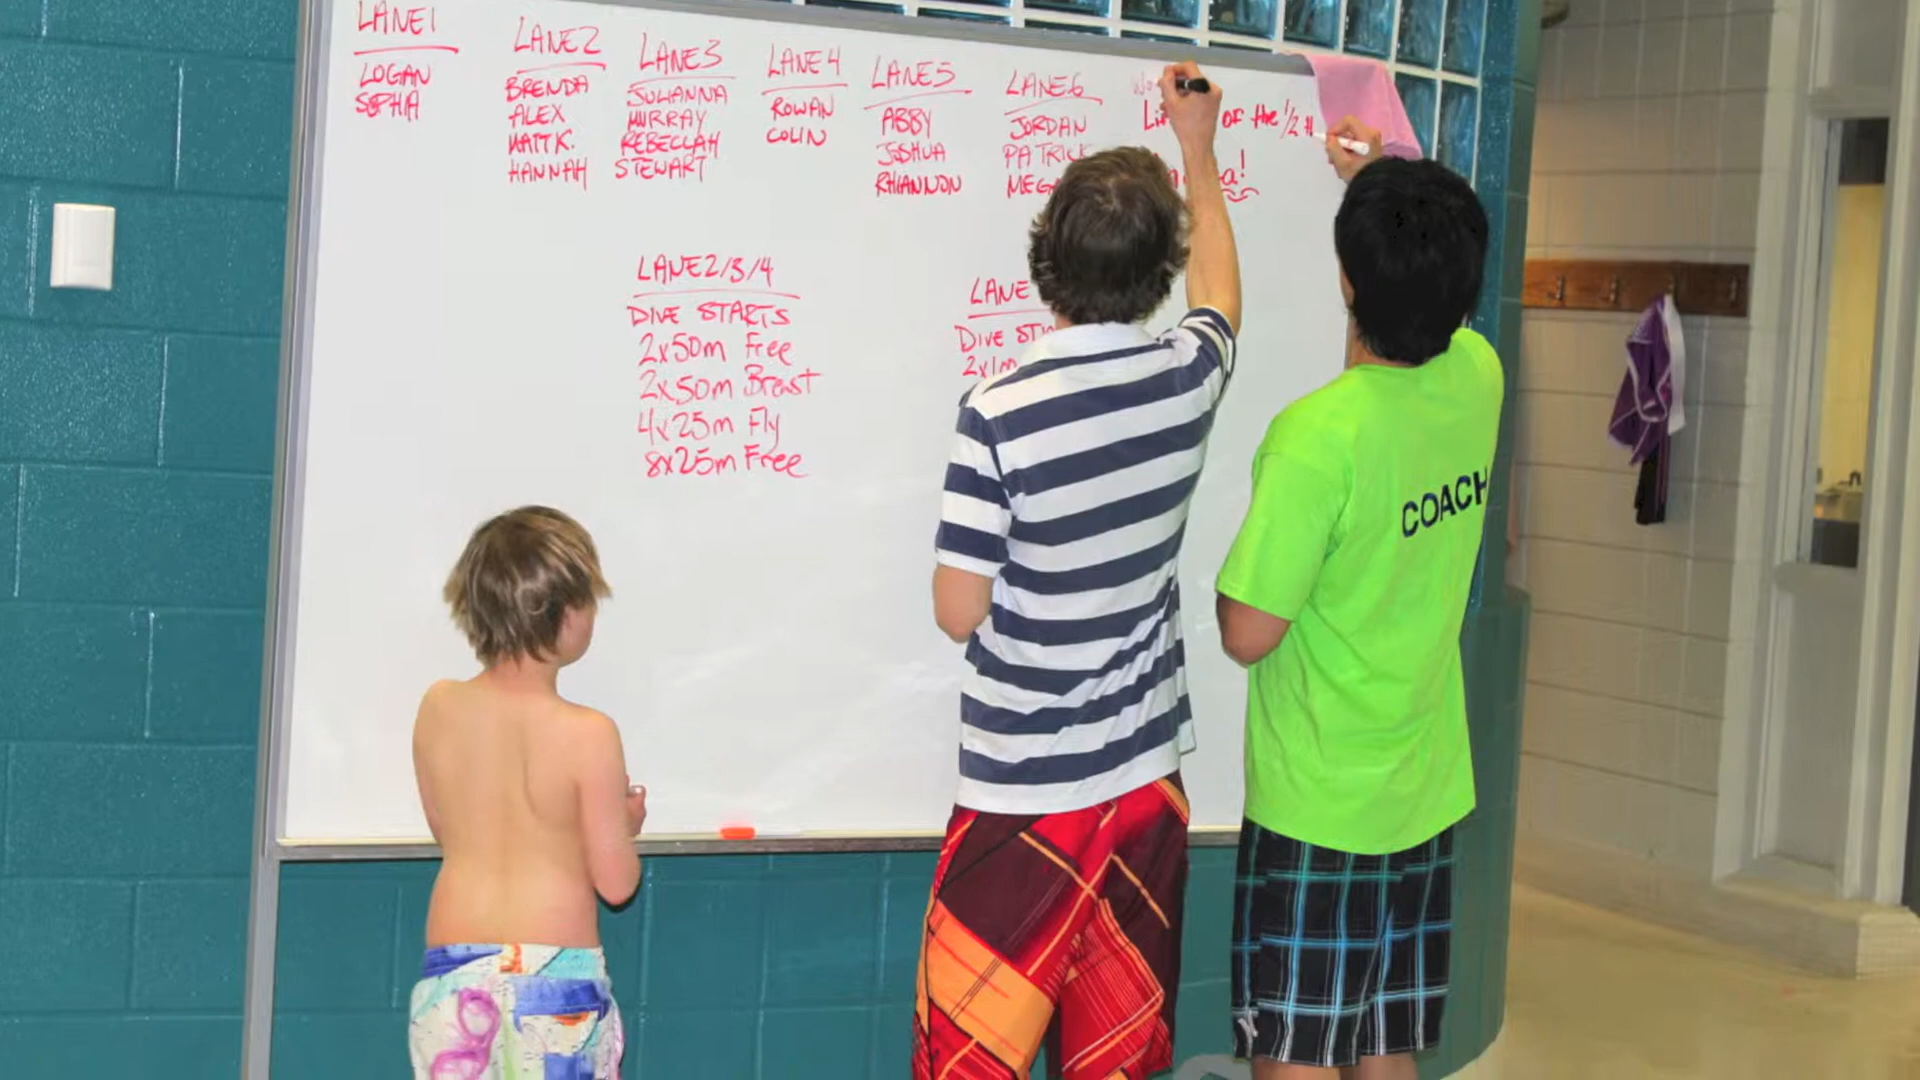 LANE1
LOGAN
SOPHIA
LANE2
BRENDA
ALEX
MATT K.
HANNAH
LANE3
JULIANNA
MURRAY
REBECCAH
STEWART
LANE4
ROWAN
COLIN
LANE5
ABBY
JOSHUA
RHIANNON
LANE6
JORDAN
PATRICK
of the 1/2
LANE2/3/4
DIVE STARTS
2x50m Free
2x50m Breast
4x25m Fly
8x25m Free
LANE
DIVE
COACH